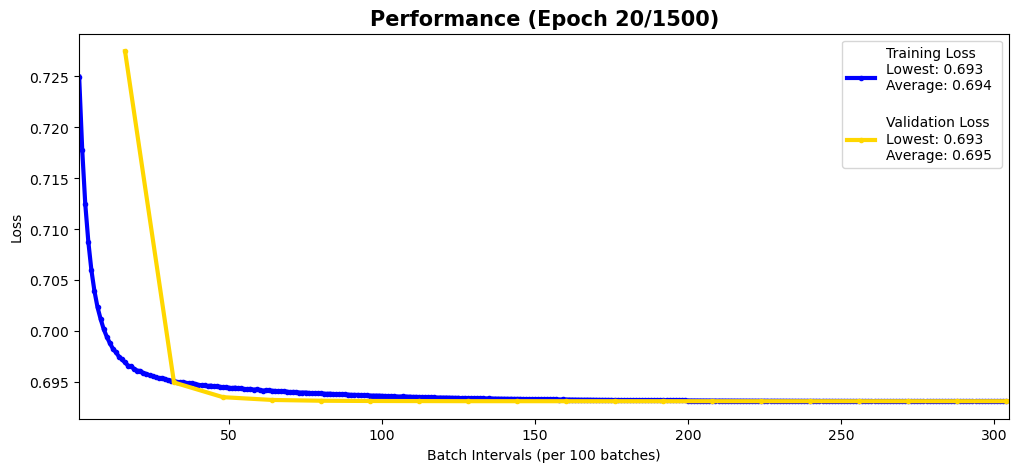 Performance (Epoch 20/1500)
Training Loss
Lowest: 0.693
Average: 0.694
Validation Loss
Lowest: 0.693
Average: 0.695
Loss
0.725
0.720
0.715
0.710
0.705
0.700
0.695
50
100
150
200
250
300
Batch Intervals (per 100 batches)